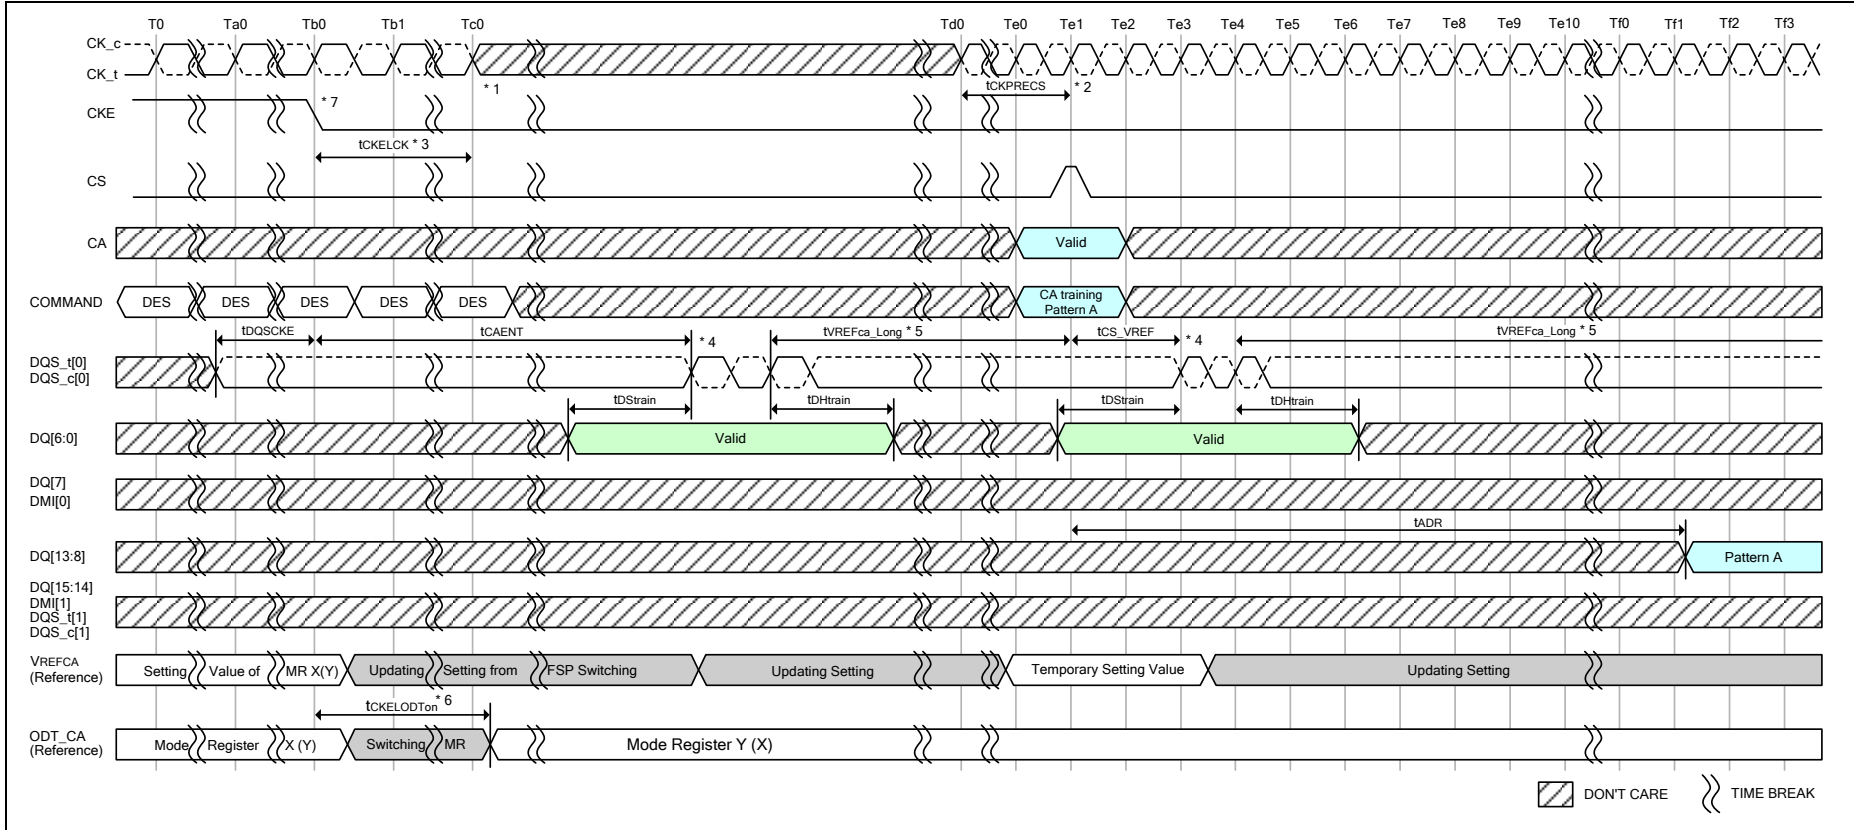 T0 Ta0 Tb0 Tb1 Tc0 Td0 Te0 Te1 Te2 Te3 Te4 Te5 Te6 Te7 Te8 Te9 Te10 Tf0 Tf1 Tf2 Tf3
CK_c
CK_t
* 1
tCKPRECS * 2
CKE
* 7
tCKELCK * 3
CS
CA
Valid
COMMAND
DES DES DES DES DES
CA training
Pattern A
tDQSCKE tCAENT * 4 tVREFca_Long * 5 tCS_VREF * 4 tVREFca_Long * 5
DQS_t[0]
DQS_c[0]
tDStrain tDHtrain tDStrain tDHtrain
DQ[6:0]
Valid Valid
DQ[7]
DMI[0]
tADR
DQ[13:8]
Pattern A
DQ[15:14]
DMI[1]
DQS_t[1]
DQS_c[1]
VREFCA
(Reference)
Setting Value of MR X(Y) Updating Setting from FSP Switching Updating Setting Temporary Setting Value Updating Setting
tCKELODTon * 6
ODT_CA
(Reference)
Mode Register X (Y) Switching MR Mode Register Y (X)
DON'T CARE TIME BREAK